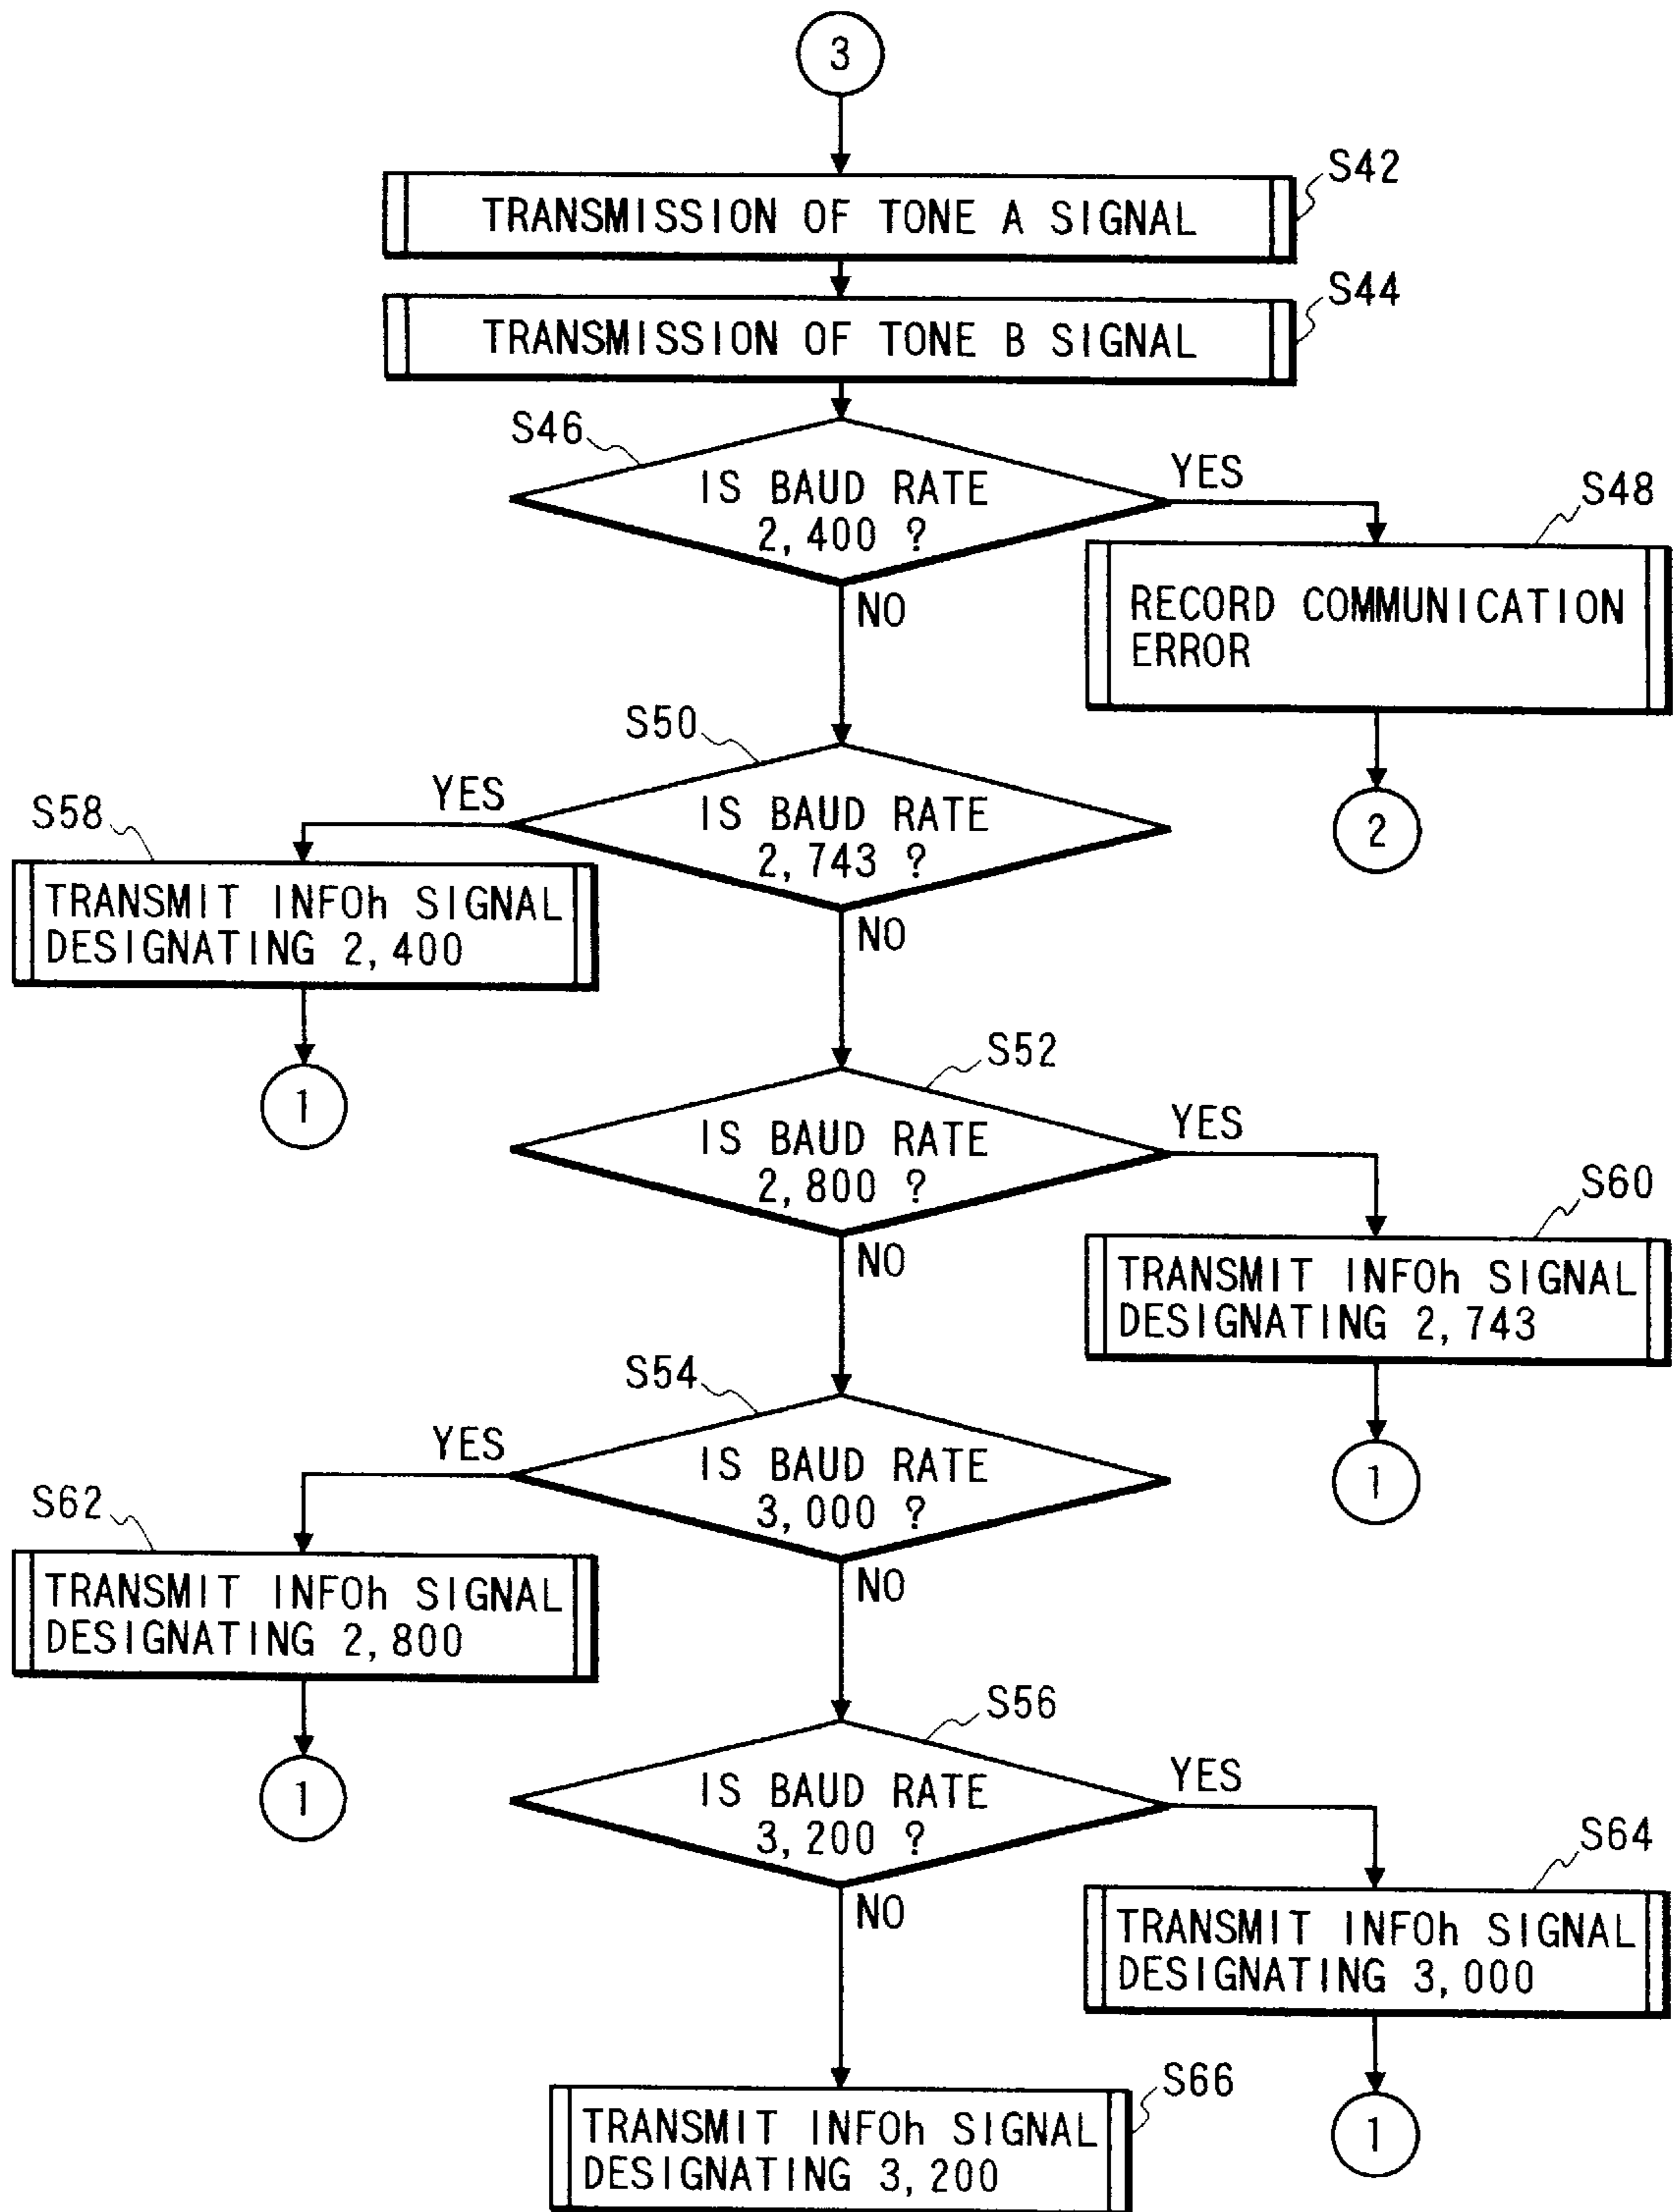 3
S42
TRANSMISSION OF TONE A SIGNAL
S44
TRANSMISSION OF TONE B SIGNAL
S46
IS BAUD RATE
2,400 ?
YES
NO
S48
RECORD COMMUNICATION
ERROR
2
S50
IS BAUD RATE
2,743 ?
YES
NO
S58
TRANSMIT INFOh SIGNAL
DESIGNATING 2,400
1
S52
IS BAUD RATE
2,800 ?
YES
NO
S60
TRANSMIT INFOh SIGNAL
DESIGNATING 2,743
1
S54
IS BAUD RATE
3,000 ?
YES
NO
S62
TRANSMIT INFOh SIGNAL
DESIGNATING 2,800
1
S56
IS BAUD RATE
3,200 ?
YES
NO
S64
TRANSMIT INFOh SIGNAL
DESIGNATING 3,000
1
S66
TRANSMIT INFOh SIGNAL
DESIGNATING 3,200